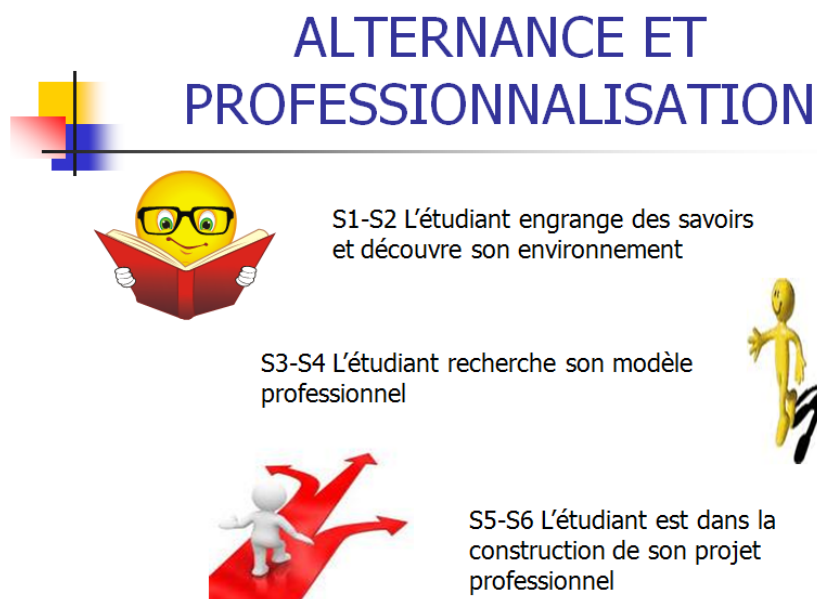 ALTERNANCE ET
PROFESSIONNALISATION
S1-S2 L’étudiant engrange des savoirs
et découvre son environnement
S3-S4 L’étudiant recherche son modèle
professionnel
S5-S6 L’étudiant est dans la
construction de son projet
professionnel